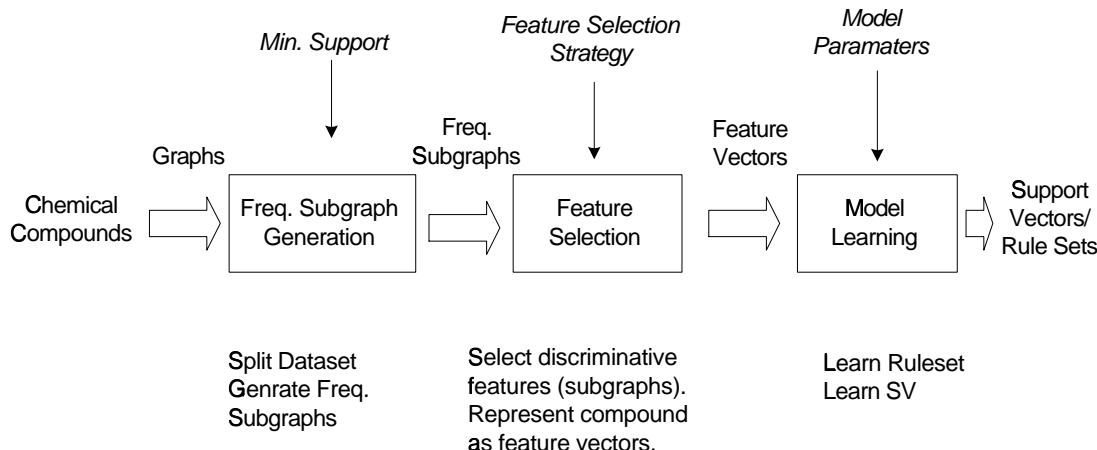 Min. Support
Feature Selection
Strategy
Model
Paramaters
Graphs
Freq.
Subgraphs
Feature
Vectors
Chemical
Compounds
Freq. Subgraph
Generation
Feature
Selection
Model
Learning
Support
Vectors/
Rule Sets
Split Dataset
Genrate Freq.
Subgraphs
Select discriminative
features (subgraphs).
Represent compound
as feature vectors.
Learn Ruleset
Learn SV